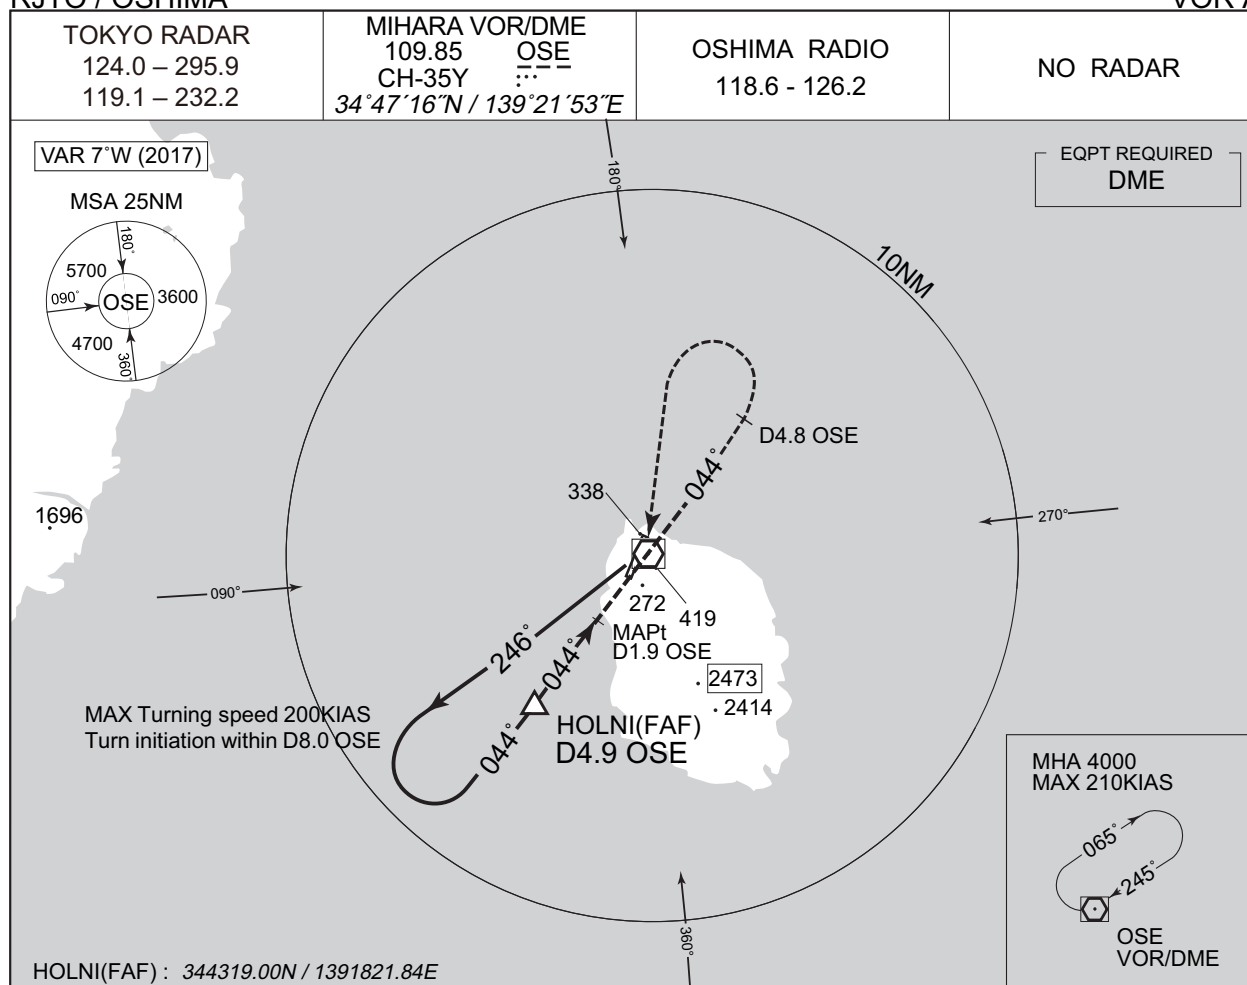 RJTO / OSHIMA
VOR A
TOKYO RADAR
124.0 – 295.9
119.1 – 232.2
MIHARA VOR/DME
109.85 OSE
CH-35Y
34˚47´16˝N / 139˚21´53˝E
OSHIMA RADIO
118.6 - 126.2
NO RADAR
VAR 7˚W (2017)
MSA 25NM
180˚
5700
090˚
OSE
3600
4700
360˚
EQPT REQUIRED
DME
180˚
10NM
D4.8 OSE
044˚
338
1696
270˚
090˚
272
419
MAPt
D1.9 OSE
246˚
044˚
2473
2414
MAX Turning speed 200KIAS
Turn initiation within D8.0 OSE
HOLNI(FAF)
D4.9 OSE
044˚
MHA 4000
MAX 210KIAS
065˚
245˚
OSE
VOR/DME
360˚
HOLNI(FAF) : 344319.00N / 1391821.84E